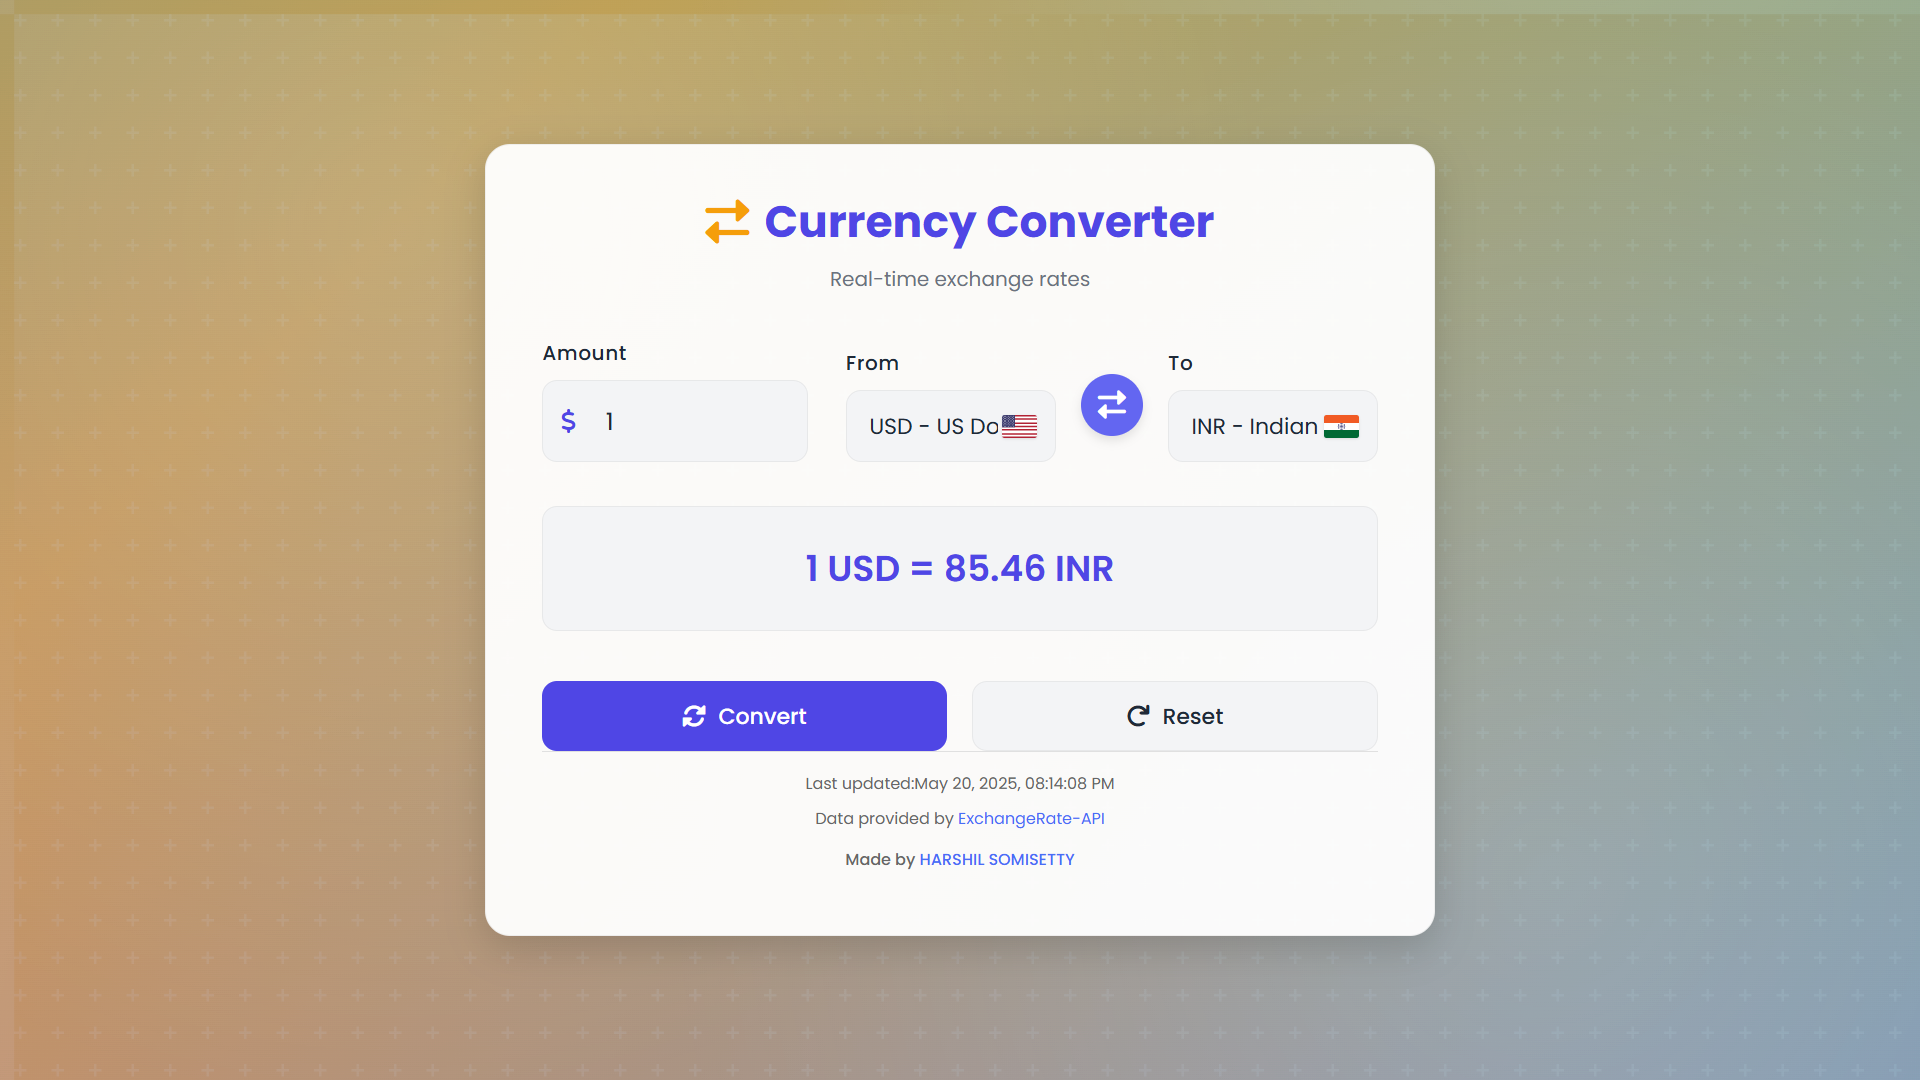 Currency Converter
Real-time exchange rates
Amount
From
To
$ 1
USD - US Do
INR - Indian
1 USD = 85.46 INR
Convert
Reset
Last updated:May 20, 2025, 08:14:08 PM
Data provided by ExchangeRate-API
Made by HARSHIL SOMISETTY